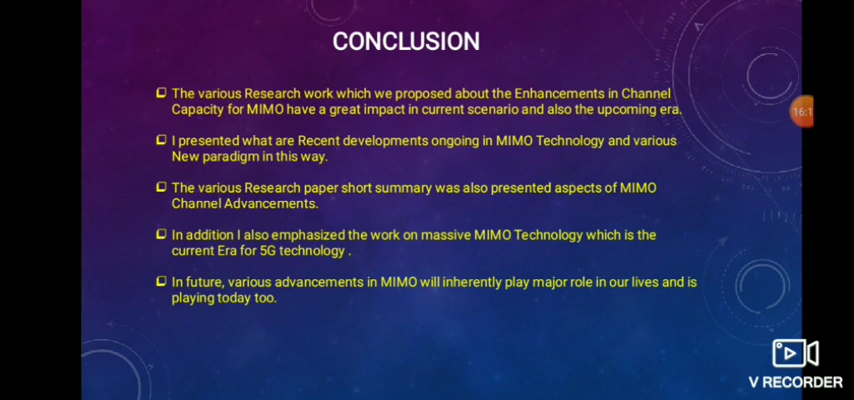 CONCLUSION
The various Research work which we proposed about the Enhancements in Channel
Capacity for MIMO have a great impact in current scenario and also the upcoming era.
I presented what are Recent developments ongoing in MIMO Technology and various
New paradigm in this way.
The various Research paper short summary was also presented aspects of MIMO
Channel Advancements.
In addition I also emphasized the work on massive MIMO Technology which is the
current Era for 5G technology .
In future, various advancements in MIMO will inherently play major role in our lives and is
playing today too.
16:1
V RECORDER